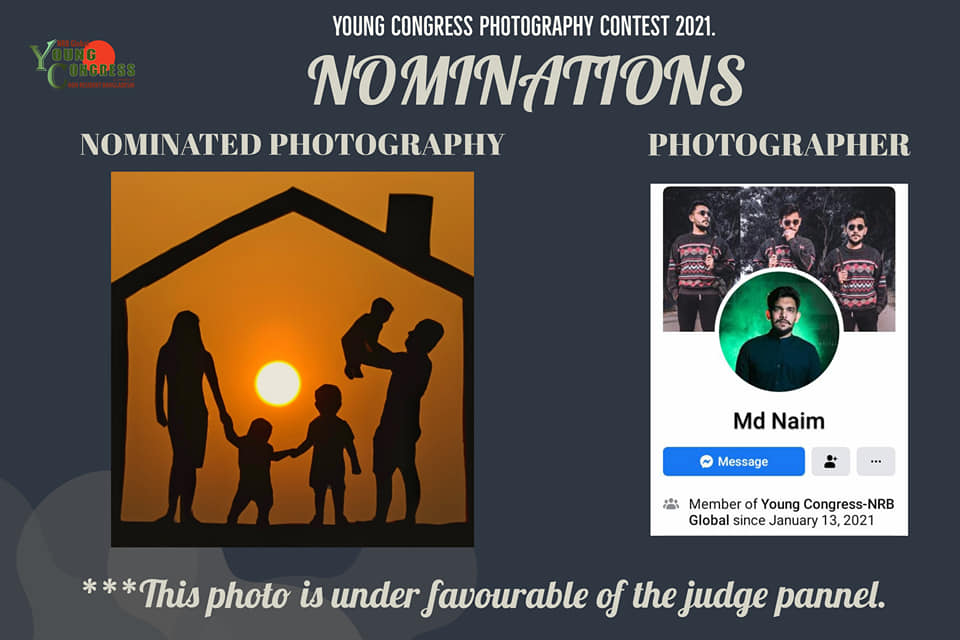 YOUNG CONGRESS PHOTOGRAPHY CONTEST 2021.
NOMINATIONS
YOUNG
CONGRESS
NOMINATED PHOTOGRAPHY
PHOTOGRAPHER
Md Naim
Message
Member of Young Congress-NRB
Global since January 13, 2021
***This photo is under favourable of the judge pannel.